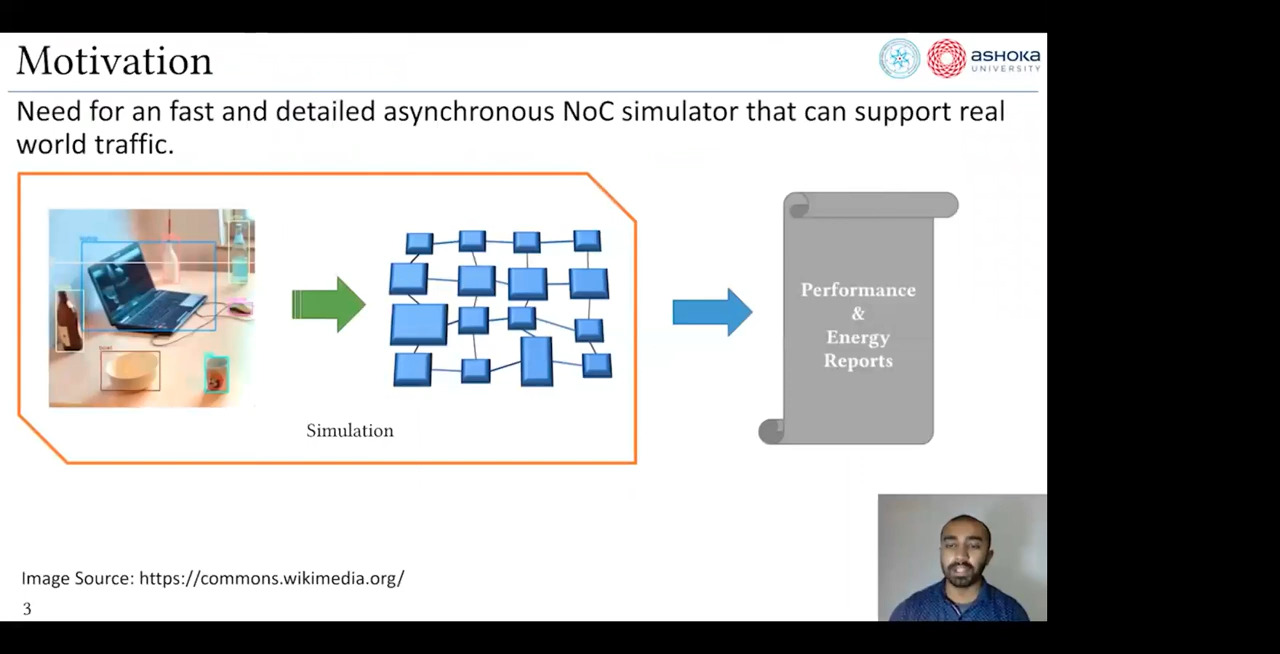 Motivation
ASHOKA
UNIVERSITY
Need for an fast and detailed asynchronous NoC simulator that can support real
world traffic.
Performance
&
Energy
Reports
Simulation
Image Source: https://commons.wikimedia.org/
3